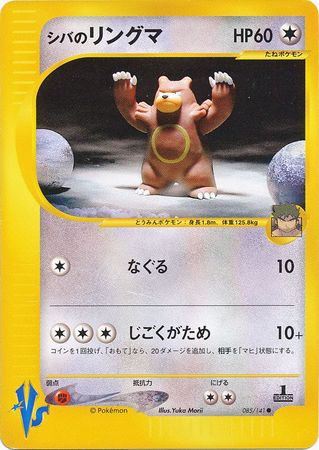 シバのリングマ HP60
たねポケモン
とうみんポケモン：身長1.8m、体重125.8kg
なぐる 10
じごくがため 10+
コインを1回投げ、「おもて」なら、20ダメージを追加し、相手を「マヒ」状態にする。
弱点 抵抗力 にげる
©Pokémon Illus.Yuka Morii 085/141 1 EDITION
VS